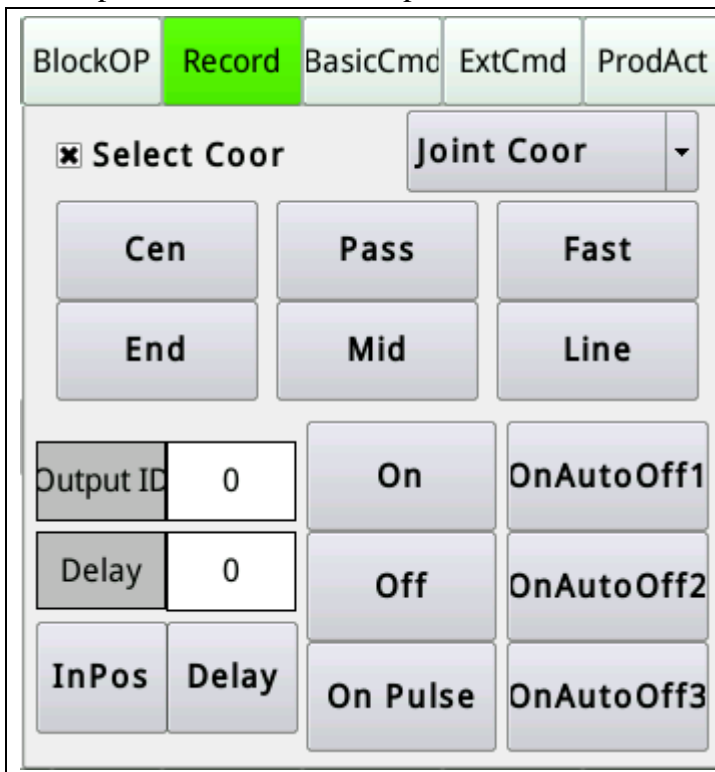 BlockOP Record BasicCmd ExtCmd ProdAct
Select Coor Joint Coor
Cen Pass Fast
End Mid Line
Output ID 0 On OnAutoOff1
Delay 0 Off OnAutoOff2
InPos Delay On Pulse OnAutoOff3